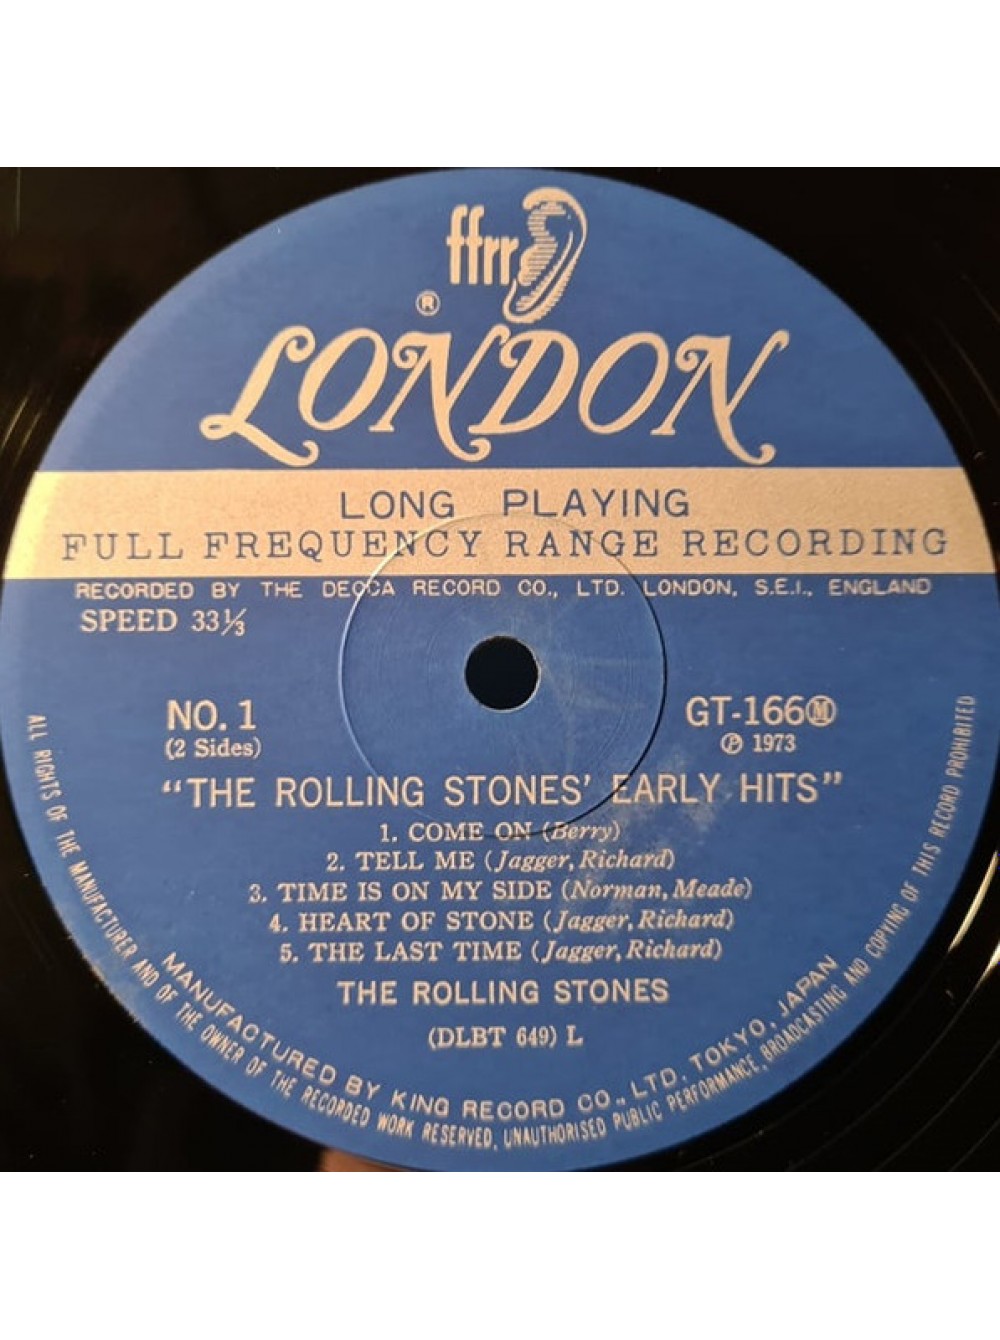 ffrr
®
LONDON
LONG PLAYING
FULL FREQUENCY RANGE RECORDING
RECORDED BY THE DECCA RECORD CO., LTD. LONDON, S.E.I., ENGLAND
SPEED 33⅓
NO. 1
(2 Sides)
GT-166Ⓜ
Ⓟ 1973
“THE ROLLING STONES’ EARLY HITS”
1. COME ON (Berry)
2. TELL ME (Jagger, Richard)
3. TIME IS ON MY SIDE (Norman, Meade)
4. HEART OF STONE (Jagger, Richard)
5. THE LAST TIME (Jagger, Richard)
THE ROLLING STONES
(DLBT 649) L
MANUFACTURED BY KING RECORD CO., LTD. TOKYO, JAPAN
ALL RIGHTS OF THE MANUFACTURER AND OF THE OWNER OF THE RECORDED WORK RESERVED, UNAUTHORISED PUBLIC PERFORMANCE, BROADCASTING AND COPYING OF THIS RECORD PROHIBITED